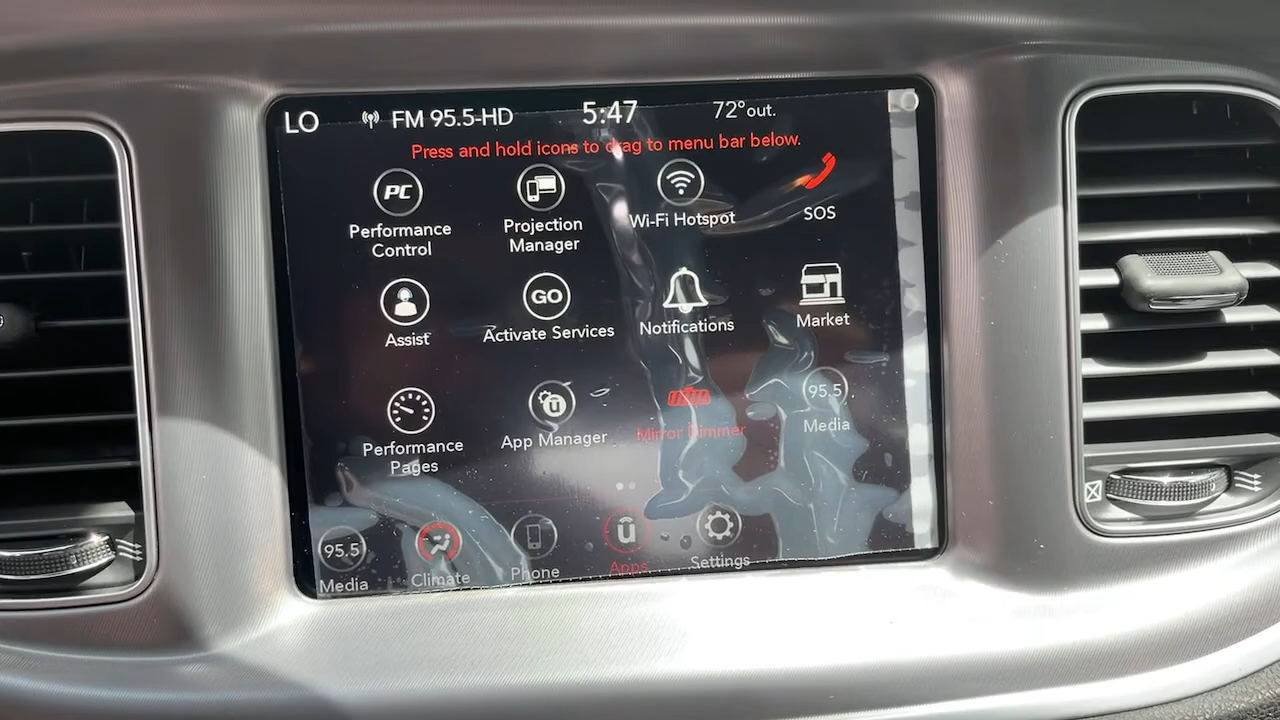 LO
FM 95.5-HD
5:47
72°out.
LO
Press and hold icons to drag to menu bar below.
PC
Performance
Control
Projection
Manager
Wi-Fi Hotspot
SOS
Assist
GO
Activate Services
Notifications
Market
Performance
Pages
u
App Manager
Mirror Dimmer
95.5
Media
95.5
Media
Climate
Phone
u
Apps
Settings